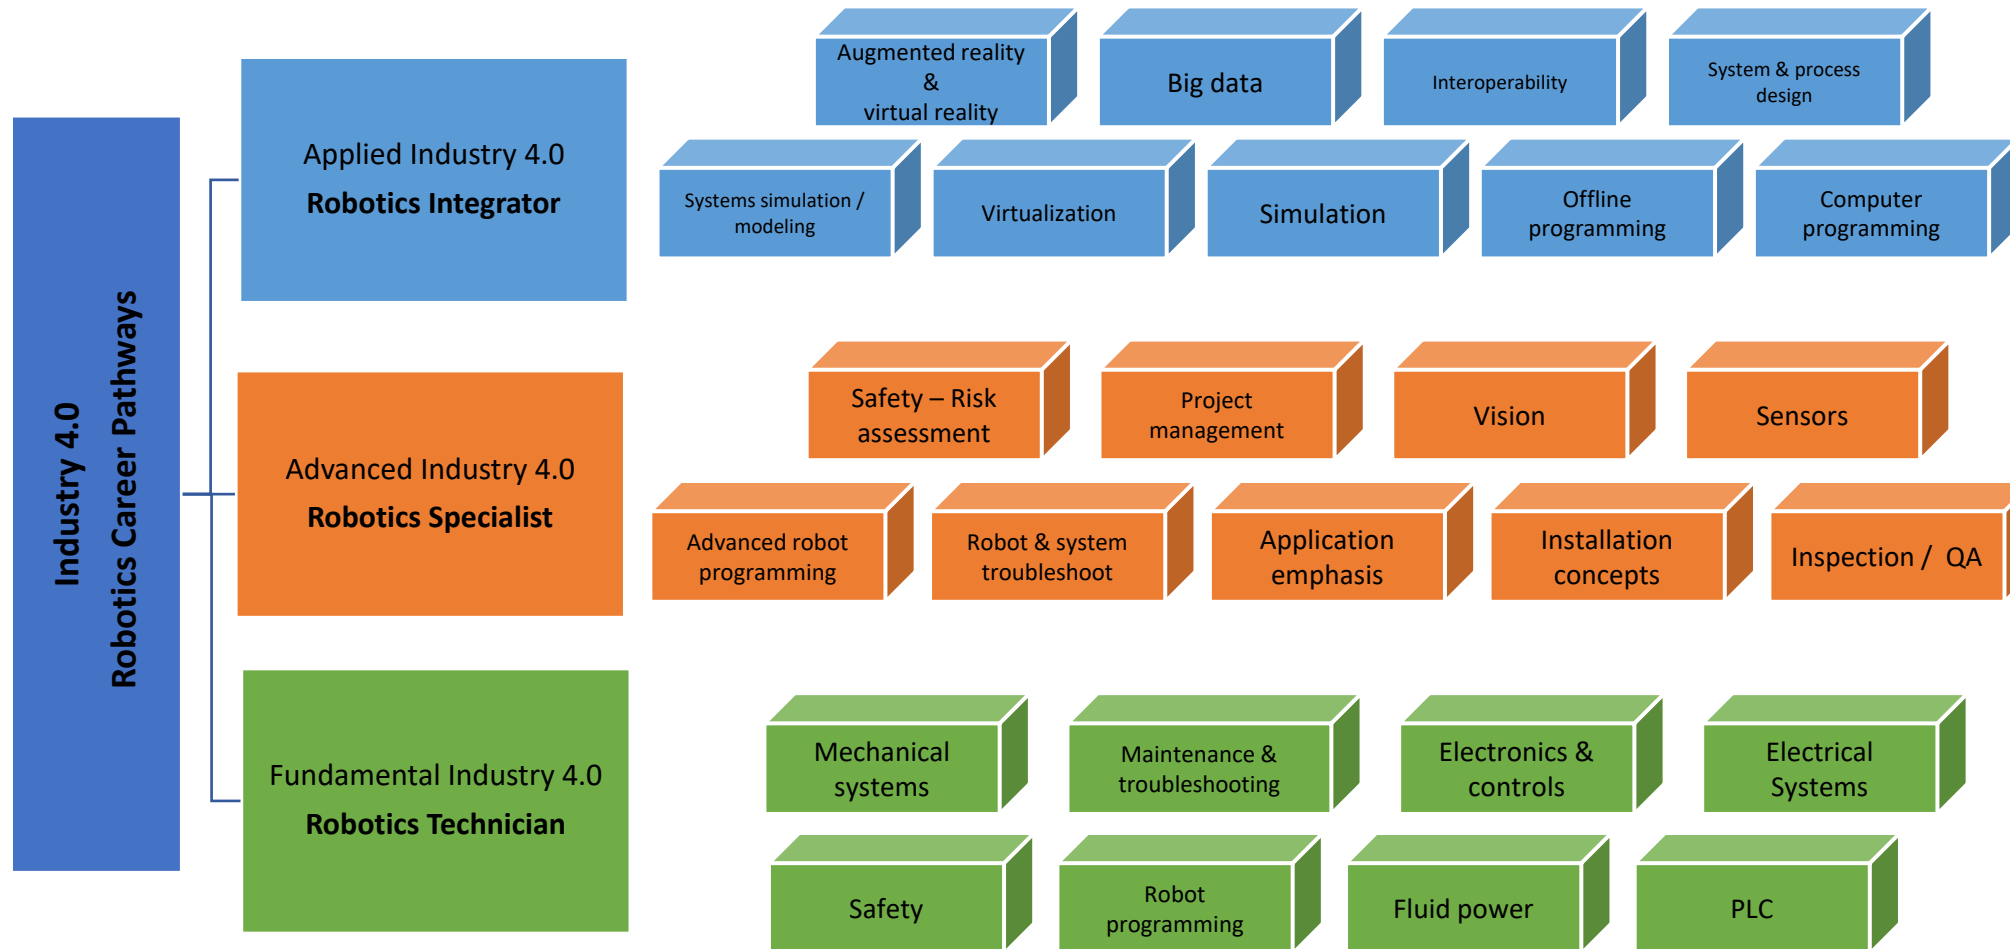 Industry 4.0
Robotics Career Pathways
Applied Industry 4.0
Robotics Integrator
Augmented reality
&
virtual reality
Big data
Interoperability
System & process
design
Systems simulation /
modeling
Virtualization
Simulation
Offline
programming
Computer
programming
Advanced Industry 4.0
Robotics Specialist
Safety – Risk
assessment
Project
management
Vision
Sensors
Advanced robot
programming
Robot & system
troubleshoot
Application
emphasis
Installation
concepts
Inspection / QA
Fundamental Industry 4.0
Robotics Technician
Mechanical
systems
Maintenance &
troubleshooting
Electronics &
controls
Electrical
Systems
Safety
Robot
programming
Fluid power
PLC